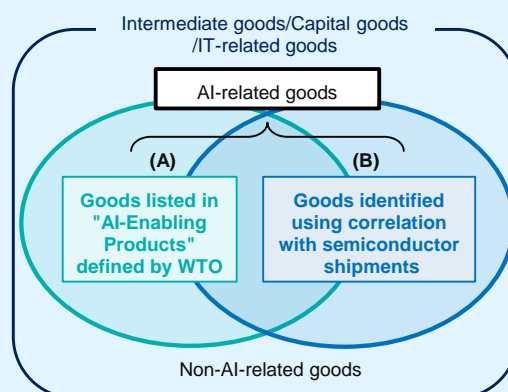 Intermediate goods/Capital goods
/IT-related goods
AI-related goods
(A)
(B)
Goods listed in
"AI-Enabling
Products"
defined by WTO
Goods identified
using correlation
with semiconductor
shipments
Non-AI-related goods